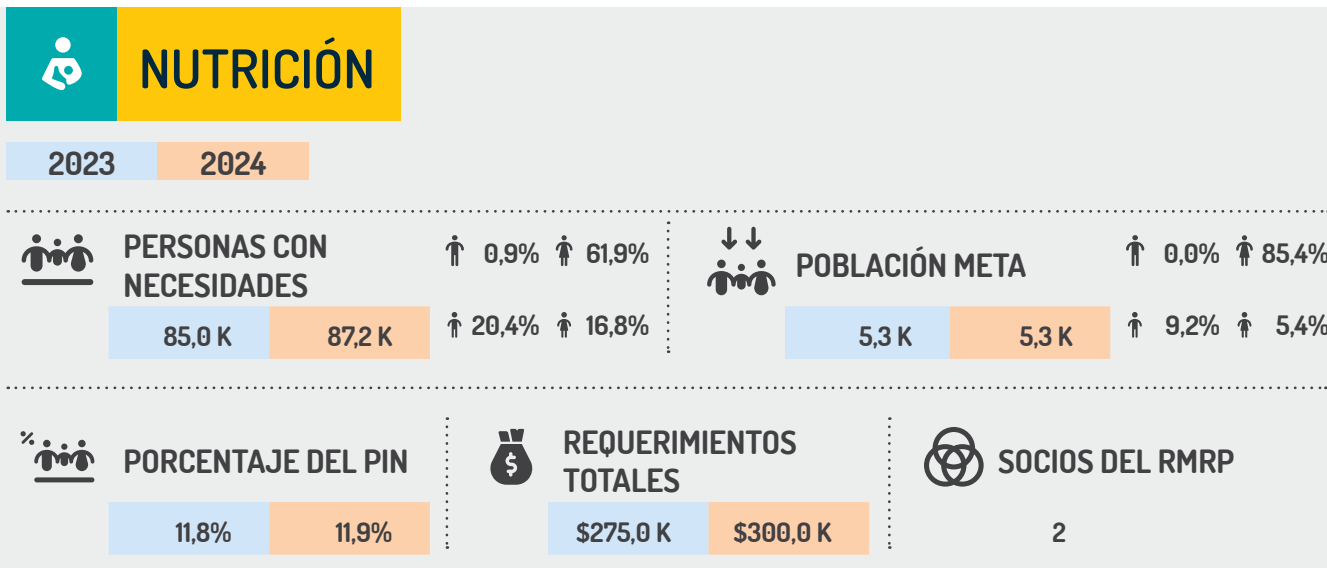 NUTRICIÓN
2023 2024
PERSONAS CON
NECESIDADES
85,0 K 87,2 K
0,9% 61,9%
20,4% 16,8%
POBLACIÓN META
5,3 K 5,3 K
0,0% 85,4%
9,2% 5,4%
% PORCENTAJE DEL PIN
11,8% 11,9%
$ REQUERIMIENTOS
TOTALES
$275,0 K $300,0 K
SOCIOS DEL RMRP
2